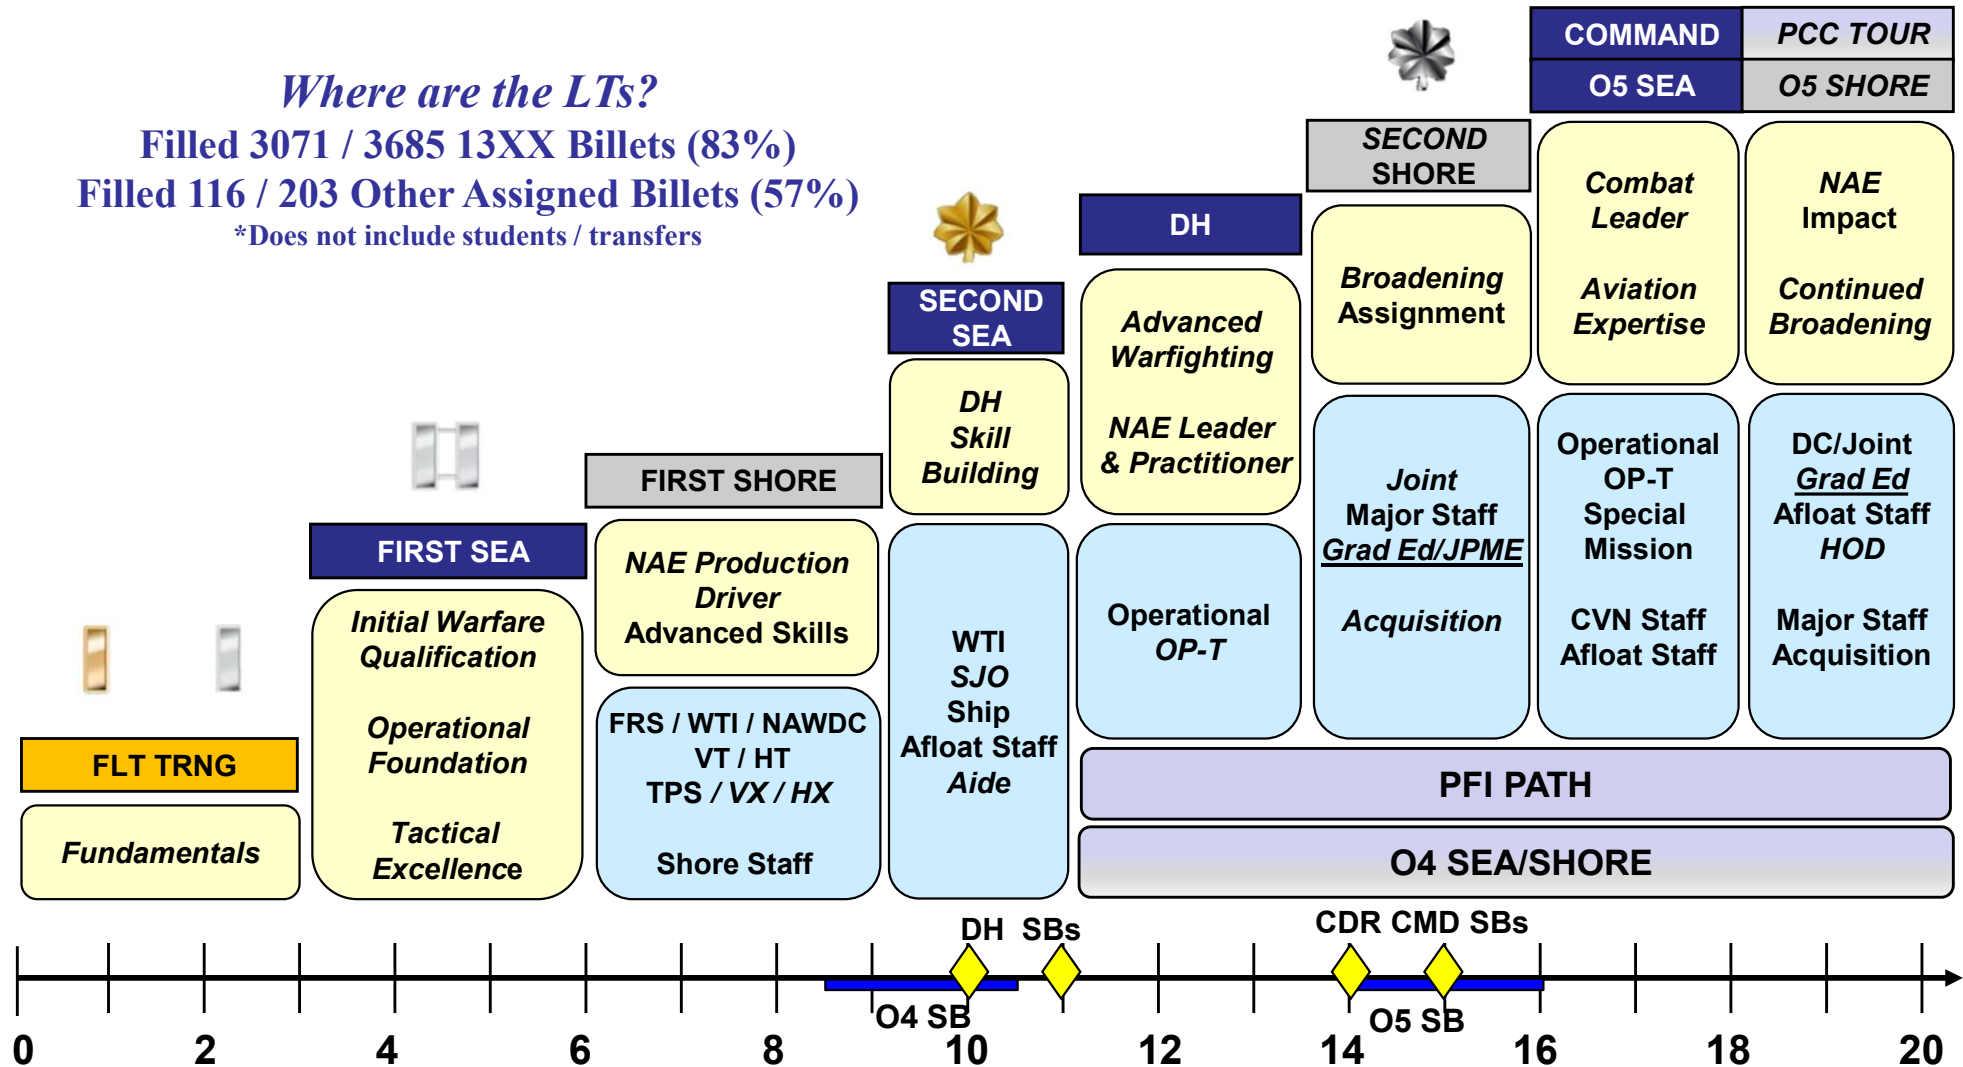 Where are the LTs?
Filled 3071 / 3685 13XX Billets (83%)
Filled 116 / 203 Other Assigned Billets (57%)
*Does not include students / transfers
FLT TRNG
Fundamentals
FIRST SEA
Initial Warfare
Qualification
Operational
Foundation
Tactical
Excellence
FIRST SHORE
NAE Production
Driver
Advanced Skills
FRS / WTI / NAWDC
VT / HT
TPS / VX / HX
Shore Staff
SECOND
SEA
DH
Skill
Building
WTI
SJO
Ship
Afloat Staff
Aide
DH
Advanced
Warfighting
NAE Leader
& Practitioner
Operational
OP-T
SECOND
SHORE
Broadening
Assignment
Joint
Major Staff
Grad Ed/JPME
Acquisition
COMMAND
O5 SEA
Combat
Leader
Aviation
Expertise
Operational
OP-T
Special
Mission
CVN Staff
Afloat Staff
PCC TOUR
O5 SHORE
NAE
Impact
Continued
Broadening
DC/Joint
Grad Ed
Afloat Staff
HOD
Major Staff
Acquisition
PFI PATH
O4 SEA/SHORE
DH SBs
CDR CMD SBs
O4 SB
O5 SB
0 2 4 6 8 10 12 14 16 18 20